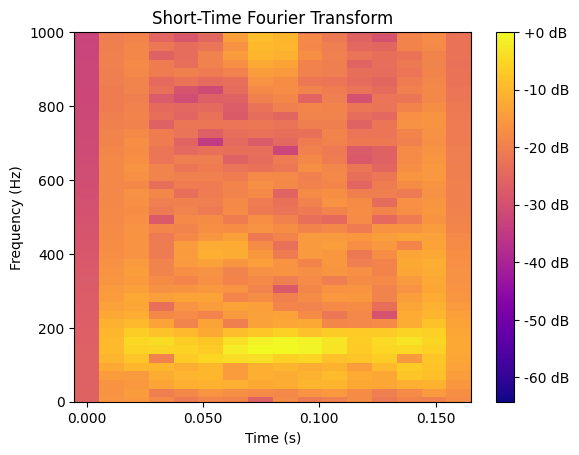 Short-Time Fourier Transform
1000
800
600
400
200
0
Frequency (Hz)
0.000
0.050
0.100
0.150
Time (s)
+0 dB
-10 dB
-20 dB
-30 dB
-40 dB
-50 dB
-60 dB